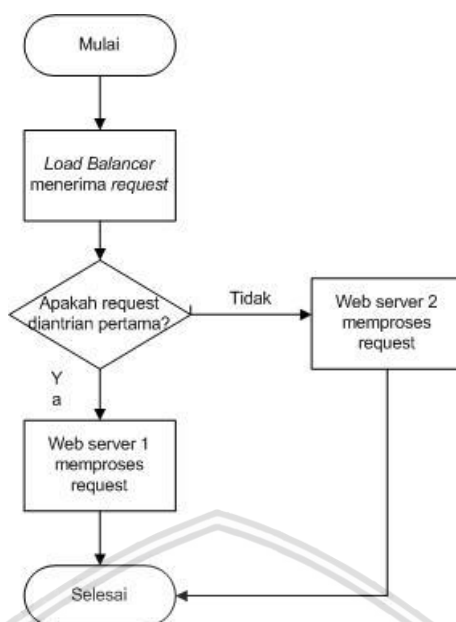 Mulai
Load Balancer
menerima request
Apakah request
diantrian pertama?
Tidak
Web server 2
memproses
request
Y
a
Web server 1
memproses
request
Selesai